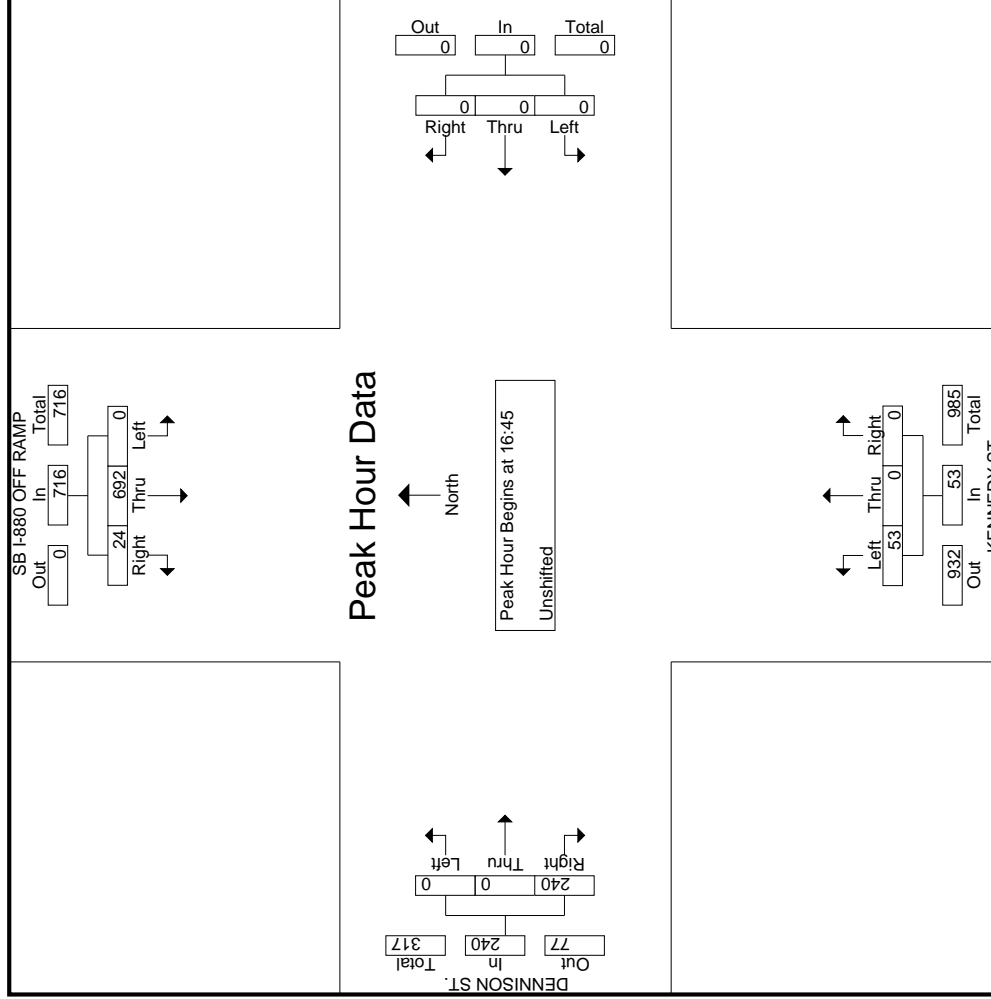 Out In Total
0 0 0
0 0 0
Right Thru Left
SB I-880 OFF RAMP
Out In Total
0 716 716
24 692 0
Right Thru Left
Peak Hour Data
North
Peak Hour Begins at 16:45
Unshifted
Left Thru Right
53 0 0
932 53 985
Out In Total
KENNEDY ST.
Left Thru Right
0 0 240
317 240 77
Total In Out
DENNISON ST.